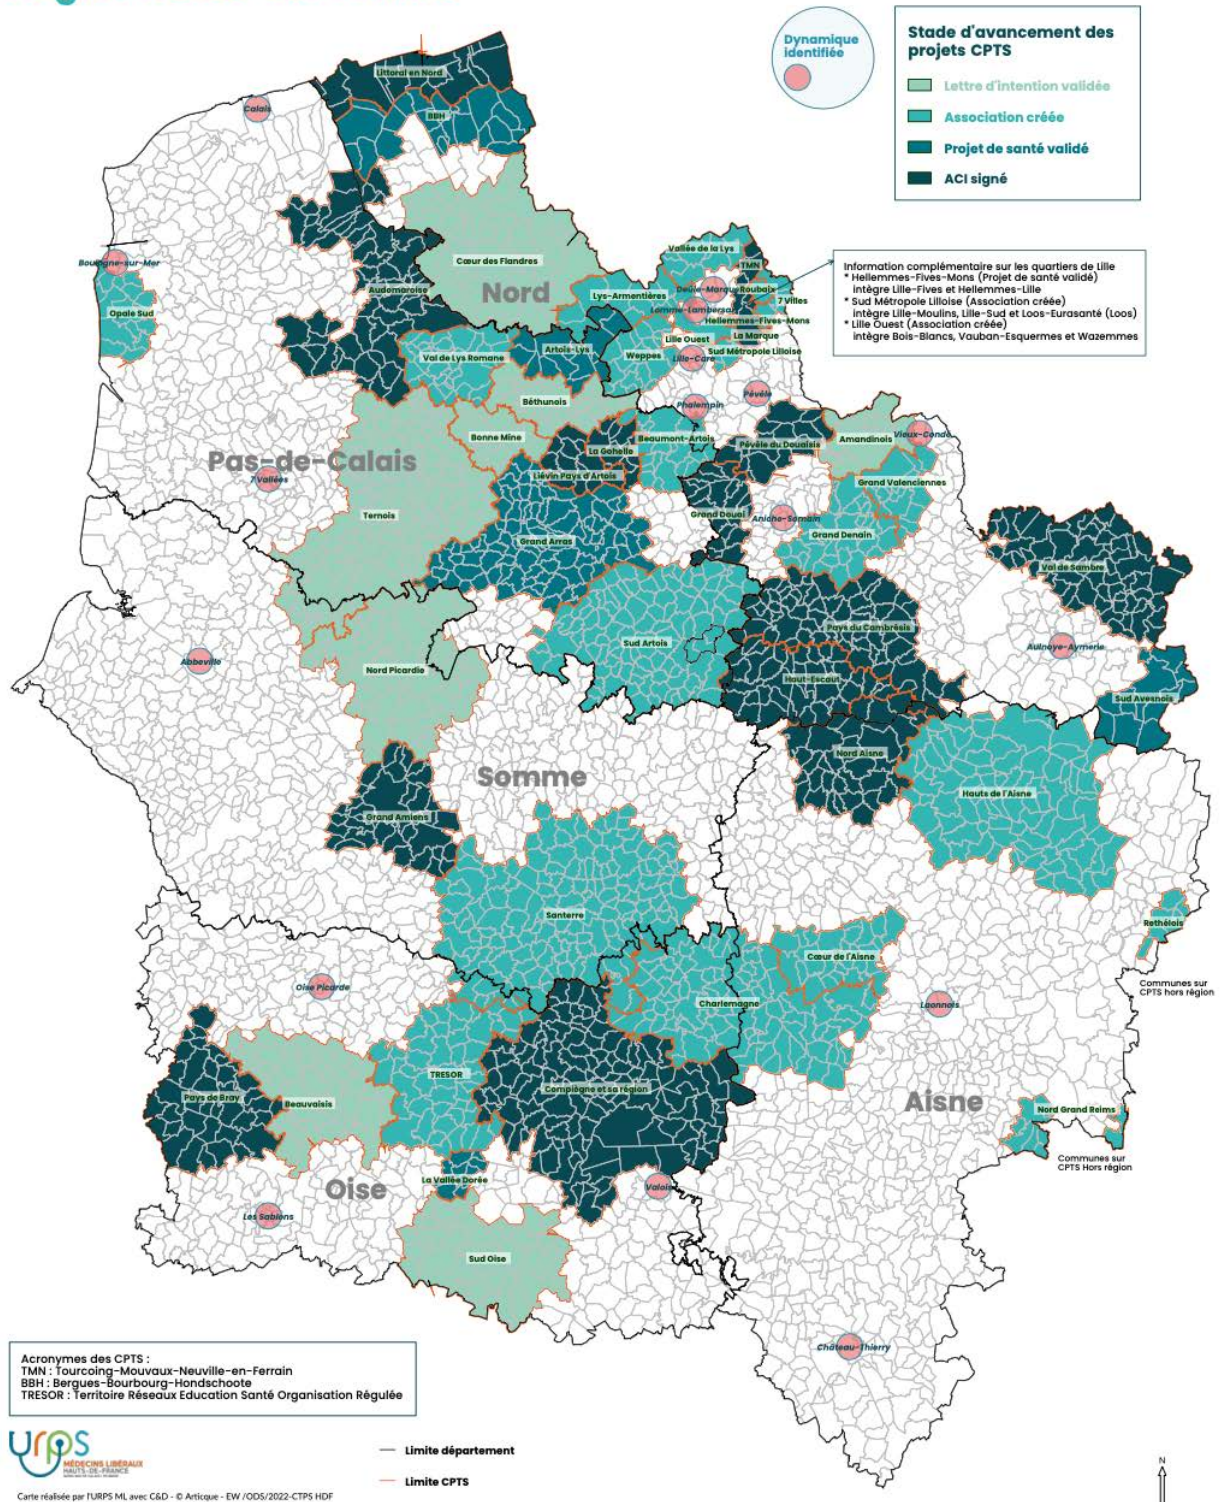 Dynamique
identifiée
Stade d'avancement des
projets CPTS
Lettre d'intention validée
Association créée
Projet de santé validé
ACI signé
Information complémentaire sur les quartiers de Lille
* Hellemmes-Fives-Mons (Projet de santé validé)
intègre Lille-Fives et Hellemmes-Lille
* Sud Métropole Lilloise (Association créée)
intègre Lille-Moulins, Lille-Sud et Loos-Eurasanté (Loos)
* Lille Ouest (Association créée)
intègre Bois-Blancs, Vauban-Esquermes et Wazemmes
Littoral en Nord
Calais
BBH
Boulogne-sur-Mer
Cœur des Flandres
Vallée de la Lys
TMN
Nord
Audomaroise
Lys-Armentières
Deûle-Marque
Roubaix
7 Villes
Opale Sud
Hellemmes-Fives-Mons
La Marque
Lille Ouest
Val de Lys Romane
Artois-Lys
Weppes
Lille-Care
Sud Métropole Lilloise
Béthunois
Phalempin
Pévèle
Bonne Mine
La Gohelle
Beaumont-Artois
Pévèle du Douaisis
Amandinois
Vieux-Condé
Pas-de-Calais
7 Vallées
Liévin Pays d'Artois
Grand Valenciennes
Ternois
Grand Douai
Aniche-Somain
Grand Arras
Grand Denain
Val de Sambre
Sud Artois
Pays du Cambrésis
Aulnoye-Aymerie
Abbeville
Nord Picardie
Haut-Escaut
Sud Avesnois
Nord Aisne
Somme
Hauts de l'Aisne
Grand Amiens
Santerre
Rethélois
Cœur de l'Aisne
Oise Picarde
Charlemagne
Laonnois
Communes sur
CPTS hors région
TRESOR
Compiègne et sa région
Pays de Bray
Beauvaisis
Aisne
Nord Grand Reims
Communes sur
CPTS Hors région
La Vallée Dorée
Oise
Valois
Les Sablons
Sud Oise
Château-Thierry
Acronymes des CPTS :
TMN : Tourcoing-Mouvaux-Neuville-en-Ferrain
BBH : Bergues-Bourbourg-Hondschoote
TRESOR : Territoire Réseaux Education Santé Organisation Régulée
urps
MÉDECINS LIBÉRAUX
HAUTS-DE-FRANCE
Limite département
Limite CPTS
N
Carte réalisée par l'URPS ML avec C&D - © Articque - EW /ODS/2022-CTPS HDF